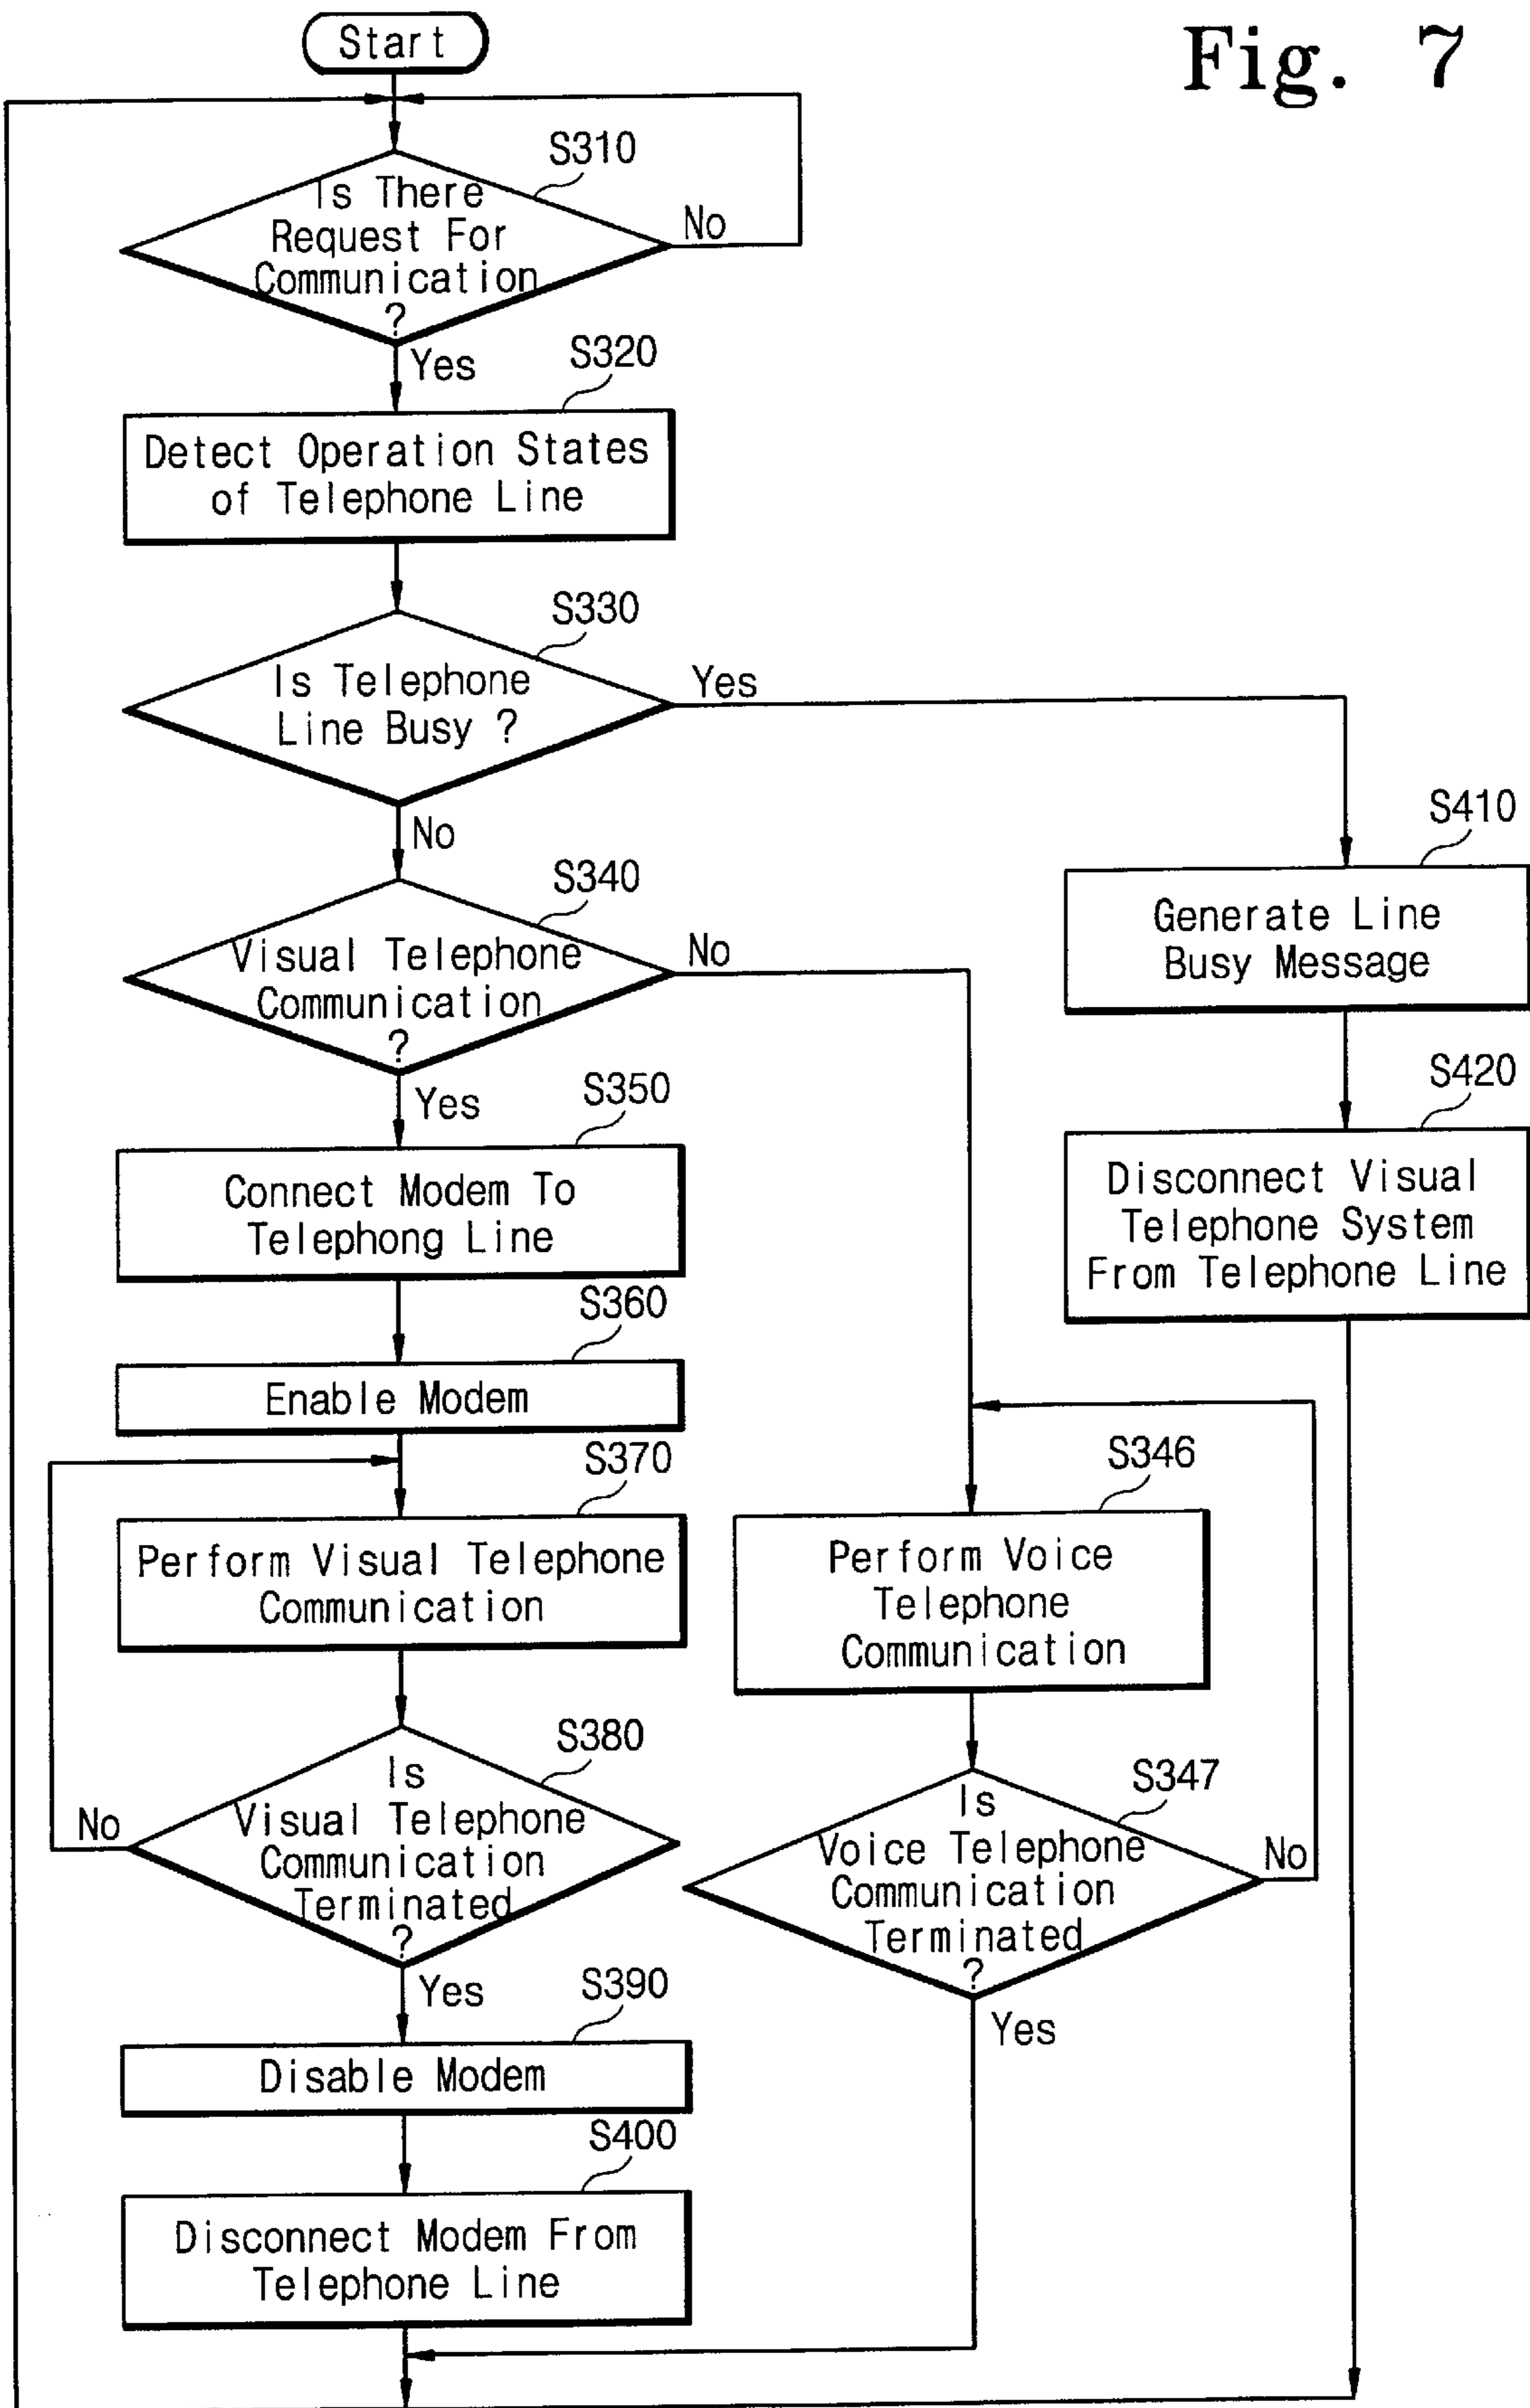 Fig. 7
Start
S310
Is There
Request For
Communication
?
No
Yes
S320
Detect Operation States
of Telephone Line
S330
Is Telephone
Line Busy ?
Yes
No
S340
Visual Telephone
Communication
?
No
Yes
S410
Generate Line
Busy Message
S420
Disconnect Visual
Telephone System
From Telephone Line
S350
Connect Modem To
Telephong Line
S360
Enable Modem
S370
Perform Visual Telephone
Communication
S346
Perform Voice
Telephone
Communication
S380
Is
Visual Telephone
Communication
Terminated
?
No
Yes
S347
Is
Voice Telephone
Communication
Terminated
?
No
Yes
S390
Disable Modem
S400
Disconnect Modem From
Telephone Line